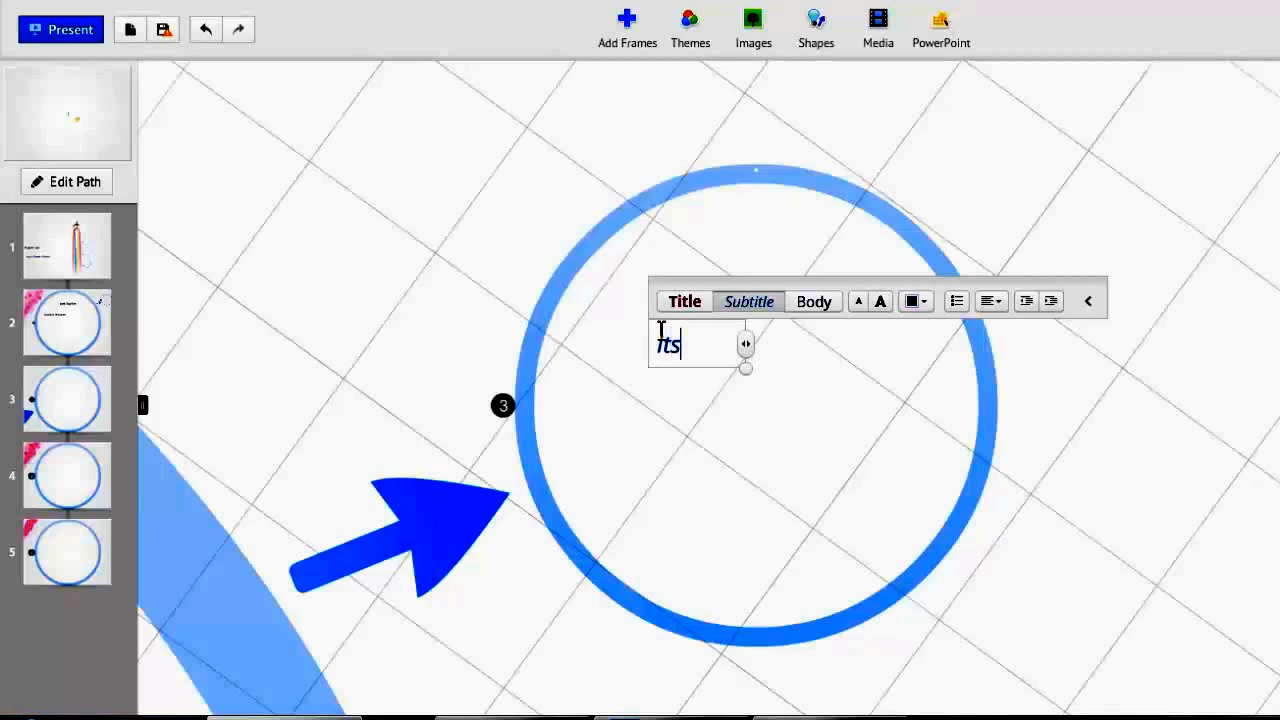 Present
Add Frames
Themes
Images
Shapes
Media
PowerPoint
Edit Path
1
2
3
4
5
Title
Subtitle
Body
A
A
its
3